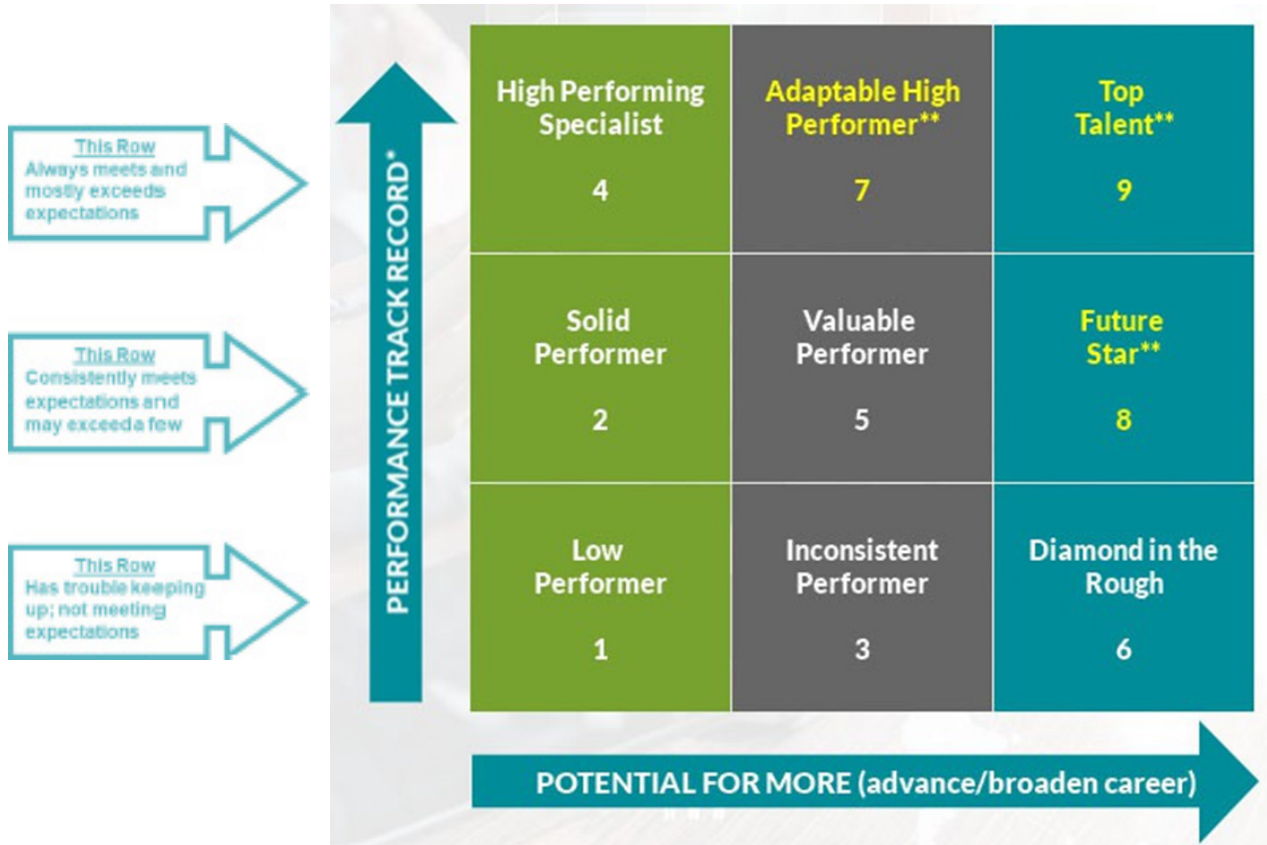 This Row
Always meets and
mostly exceeds
expectations
This Row
Consistently meets
expectations and
may exceed a few
This Row
Has trouble keeping
up; not meeting
expectations
PERFORMANCE TRACK RECORD*
High Performing
Specialist
4
Adaptable High
Performer**
7
Top
Talent**
9
Solid
Performer
2
Valuable
Performer
5
Future
Star**
8
Low
Performer
1
Inconsistent
Performer
3
Diamond in the
Rough
6
POTENTIAL FOR MORE (advance/broaden career)